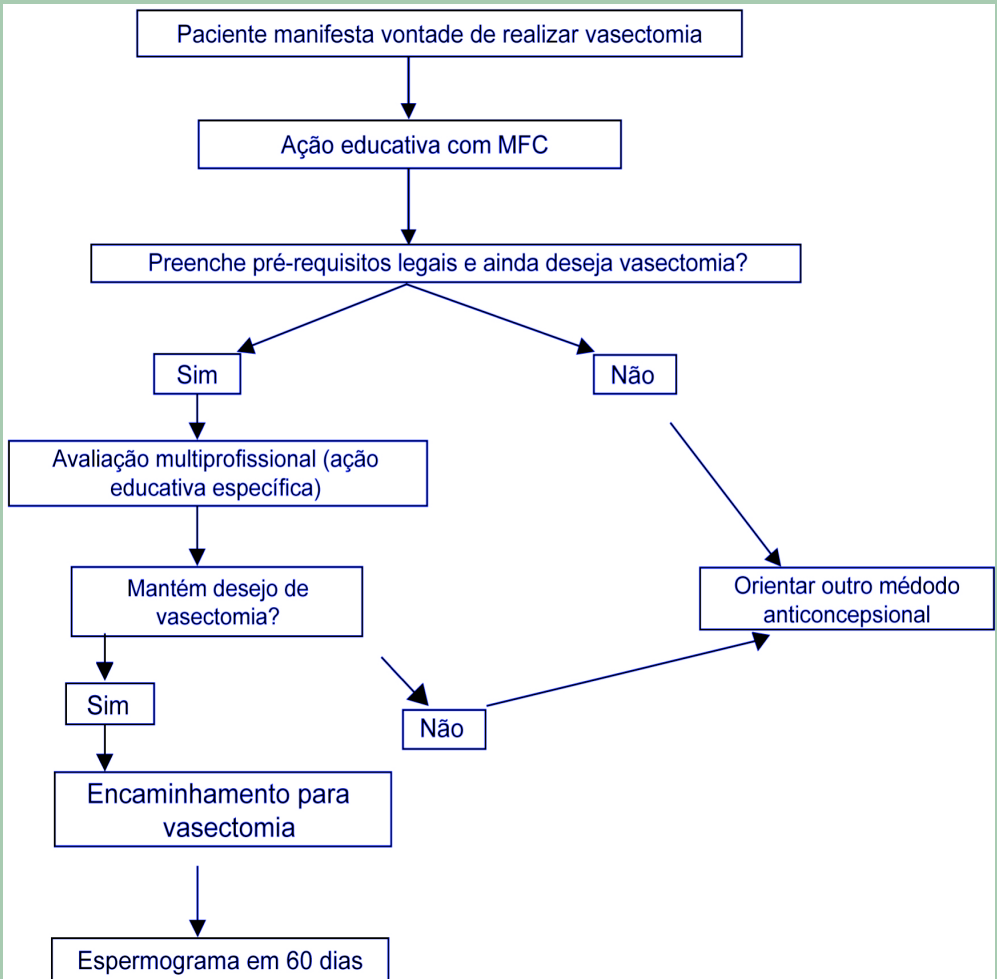 Paciente manifesta vontade de realizar vasectomia
Ação educativa com MFC
Preenche pré-requisitos legais e ainda deseja vasectomia?
Sim
Não
Avaliação multiprofissional (ação
educativa específica)
Mantém desejo de
vasectomia?
Orientar outro médodo
anticoncepsional
Sim
Não
Encaminhamento para
vasectomia
Espermograma em 60 dias